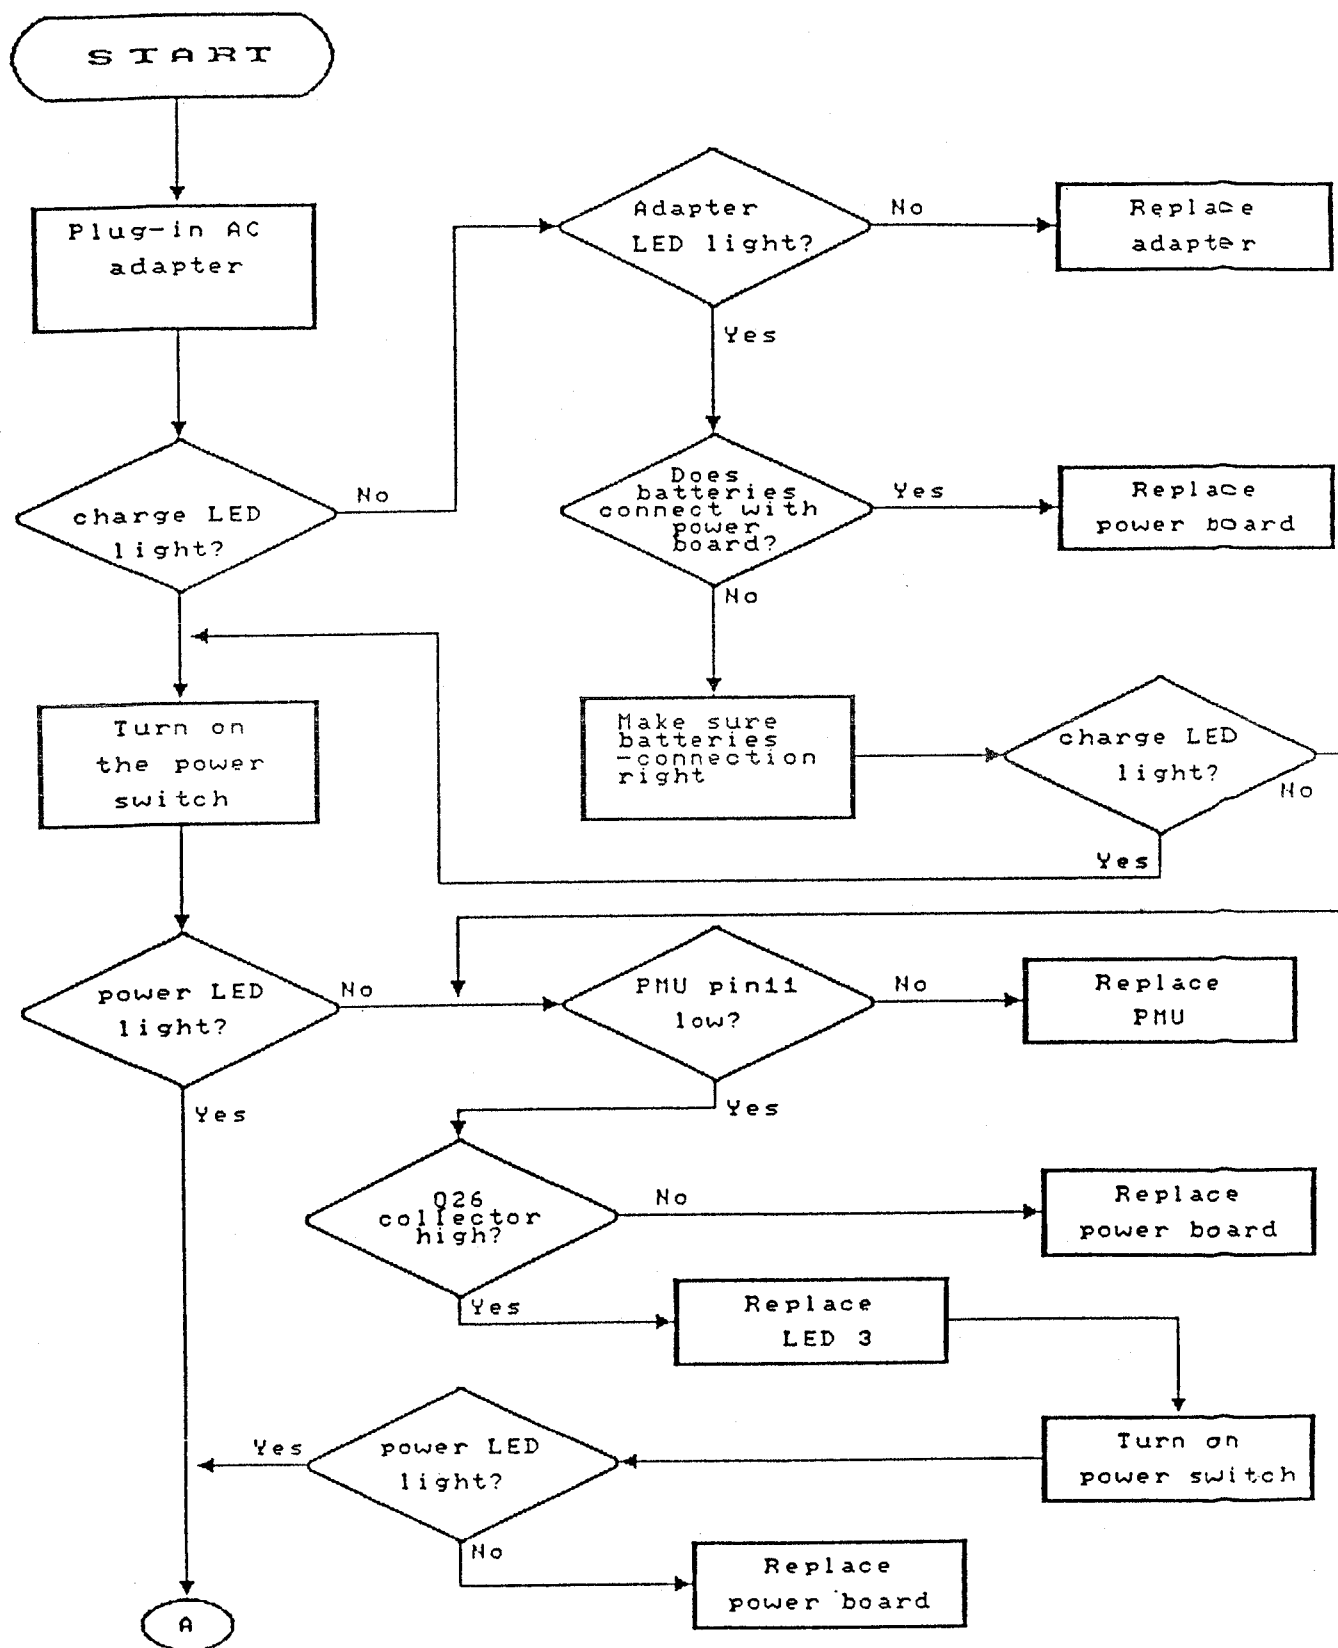 START
Plug-in AC
adapter
charge LED
light?
No
Adapter
LED light?
No
Replace
adapter
Yes
Does
batteries
connect with
power
board?
Yes
Replace
power board
No
Make sure
batteries
-connection
right
charge LED
light?
No
Yes
Turn on
the power
switch
power LED
light?
No
PMU pin11
low?
No
Replace
PMU
Yes
Yes
Q26
collector
high?
No
Replace
power board
Yes
Replace
LED 3
Turn on
power switch
power LED
light?
Yes
No
Replace
power board
A